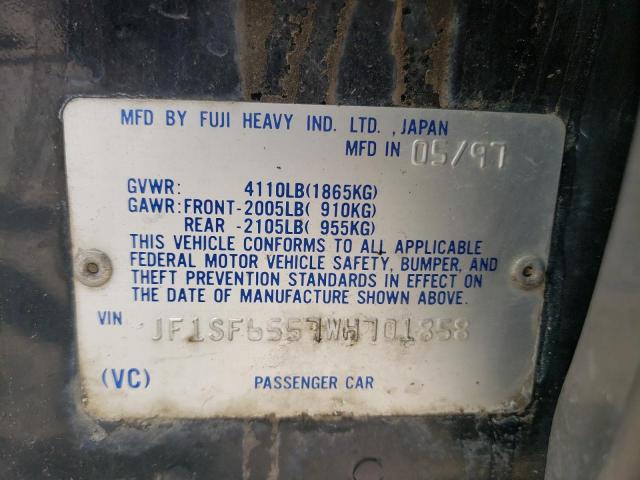 MFD BY FUJI HEAVY IND. LTD. , JAPAN
MFD IN 05/97
GVWR: 4110LB(1865KG)
GAWR:FRONT-2005LB( 910KG)
REAR -2105LB( 955KG)
THIS VEHICLE CONFORMS TO ALL APPLICABLE
FEDERAL MOTOR VEHICLE SAFETY, BUMPER, AND
THEFT PREVENTION STANDARDS IN EFFECT ON
THE DATE OF MANUFACTURE SHOWN ABOVE.
VIN JF1SF6557WH701358
(VC) PASSENGER CAR